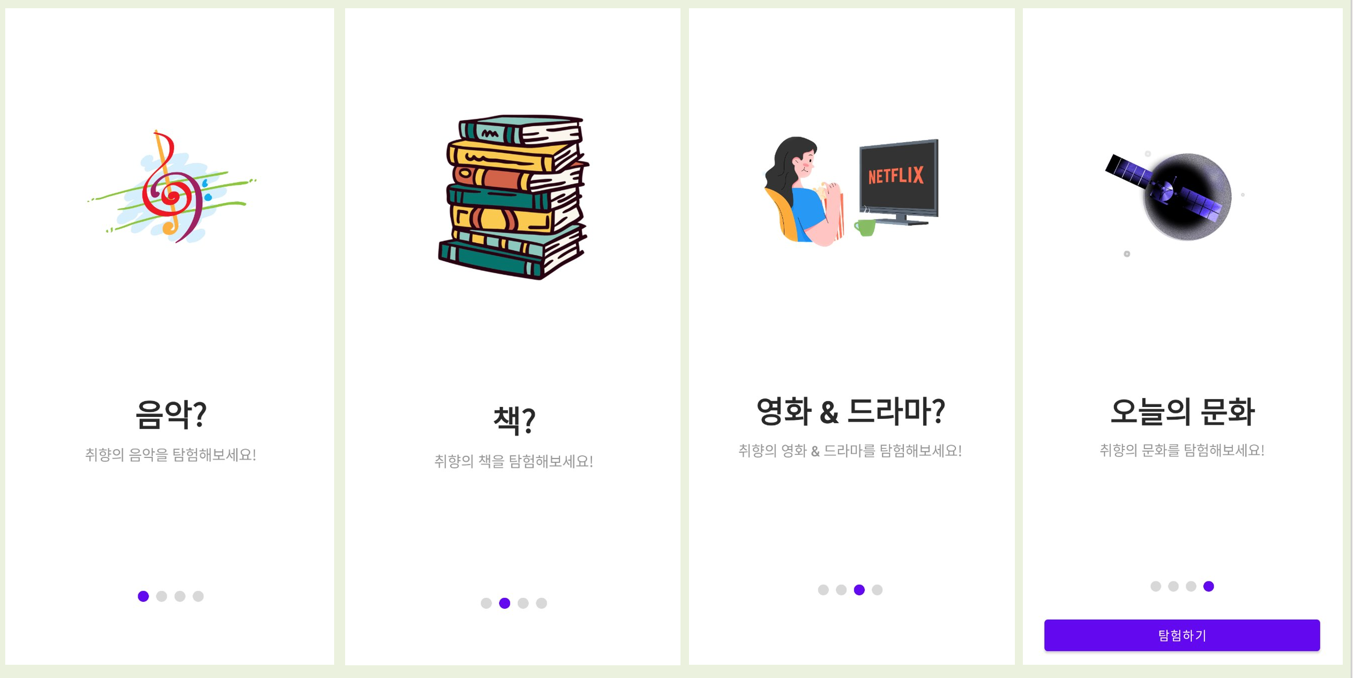 음악?
취향의 음악을 탐험해보세요!
책?
취향의 책을 탐험해보세요!
NETFLIX
영화 & 드라마?
취향의 영화 & 드라마를 탐험해보세요!
오늘의 문화
취향의 문화를 탐험해보세요!
탐험하기